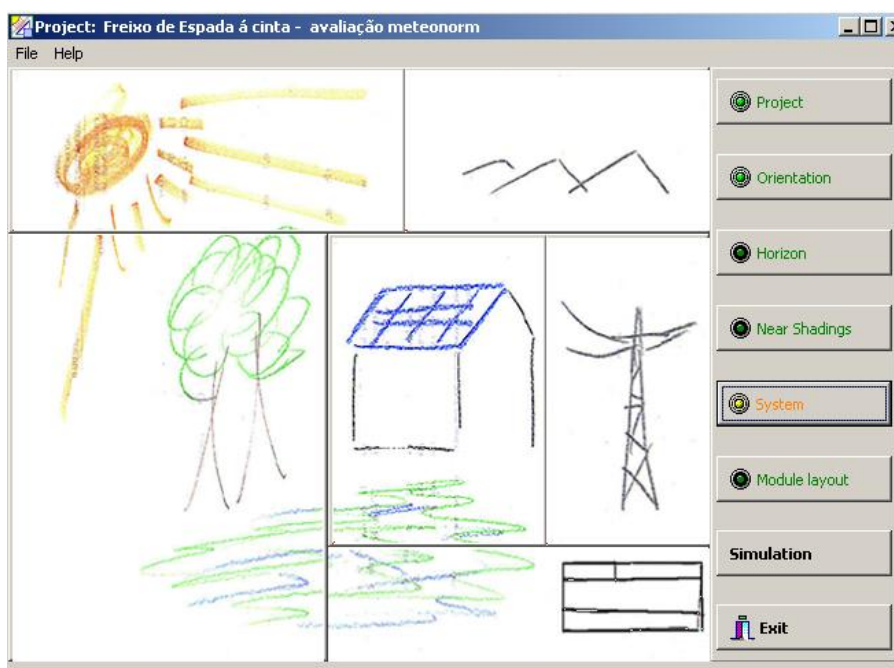 Project: Freixo de Espada á cinta - avaliação meteonorm
File Help
Project
Orientation
Horizon
Near Shadings
System
Module layout
Simulation
Exit